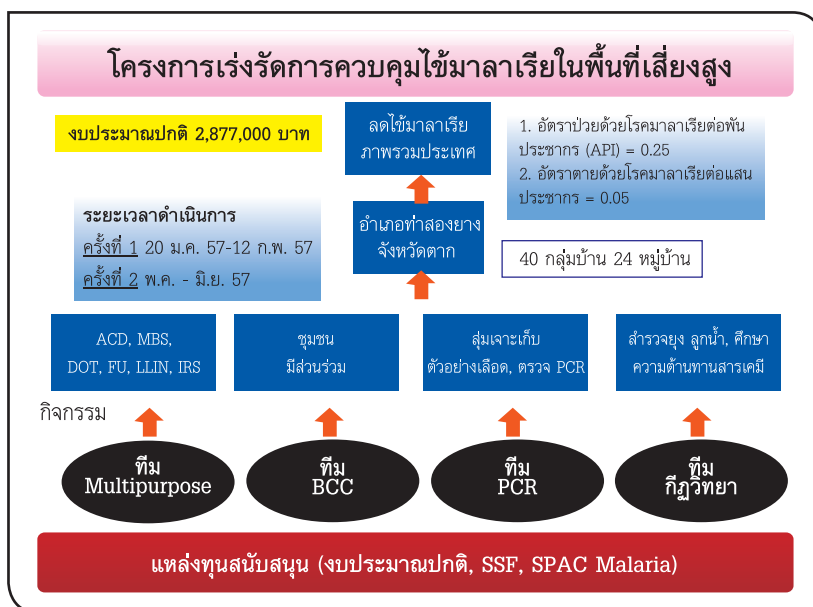 โครงการเร่งรัดการควบคุมไข้มาลาเรียในพื้นที่เสี่ยงสูง
งบประมาณปกติ 2,877,000 บาท
ลดไข้มาลาเรีย
ภาพรวมประเทศ
1. อัตราป่วยด้วยโรคมาลาเรียต่อพัน
ประชากร (API) = 0.25
2. อัตราตายด้วยโรคมาลาเรียต่อแสน
ประชากร = 0.05
ระยะเวลาดำเนินการ
ครั้งที่ 1 20 ม.ค. 57-12 ก.พ. 57
ครั้งที่ 2 พ.ค. - มิ.ย. 57
อำเภอท่าสองยาง
จังหวัดตาก
40 กลุ่มบ้าน 24 หมู่บ้าน
ACD, MBS,
DOT, FU, LLIN, IRS
ชุมชน
มีส่วนร่วม
สุ่มเจาะเก็บ
ตัวอย่างเลือด, ตรวจ PCR
สำรวจยุง ลูกน้ำ, ศึกษา
ความต้านทานสารเคมี
กิจกรรม
ทีม
Multipurpose
ทีม
BCC
ทีม
PCR
ทีม
กีฏวิทยา
แหล่งทุนสนับสนุน (งบประมาณปกติ, SSF, SPAC Malaria)